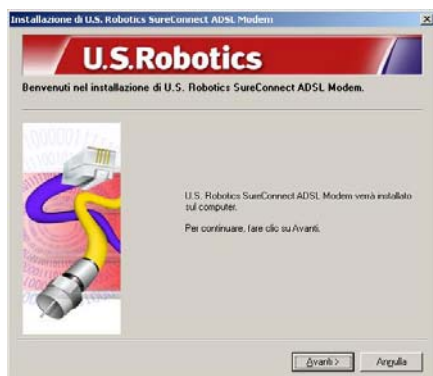 Installazione di U.S. Robotics SureConnect ADSL Modem
U.S.Robotics
Benvenuti nel installazione di U.S. Robotics SureConnect ADSL Modem.
U.S. Robotics SureConnect ADSL Modem verrà installato
sul computer.
Per continuare, fare clic su Avanti.
Avanti >
Annulla